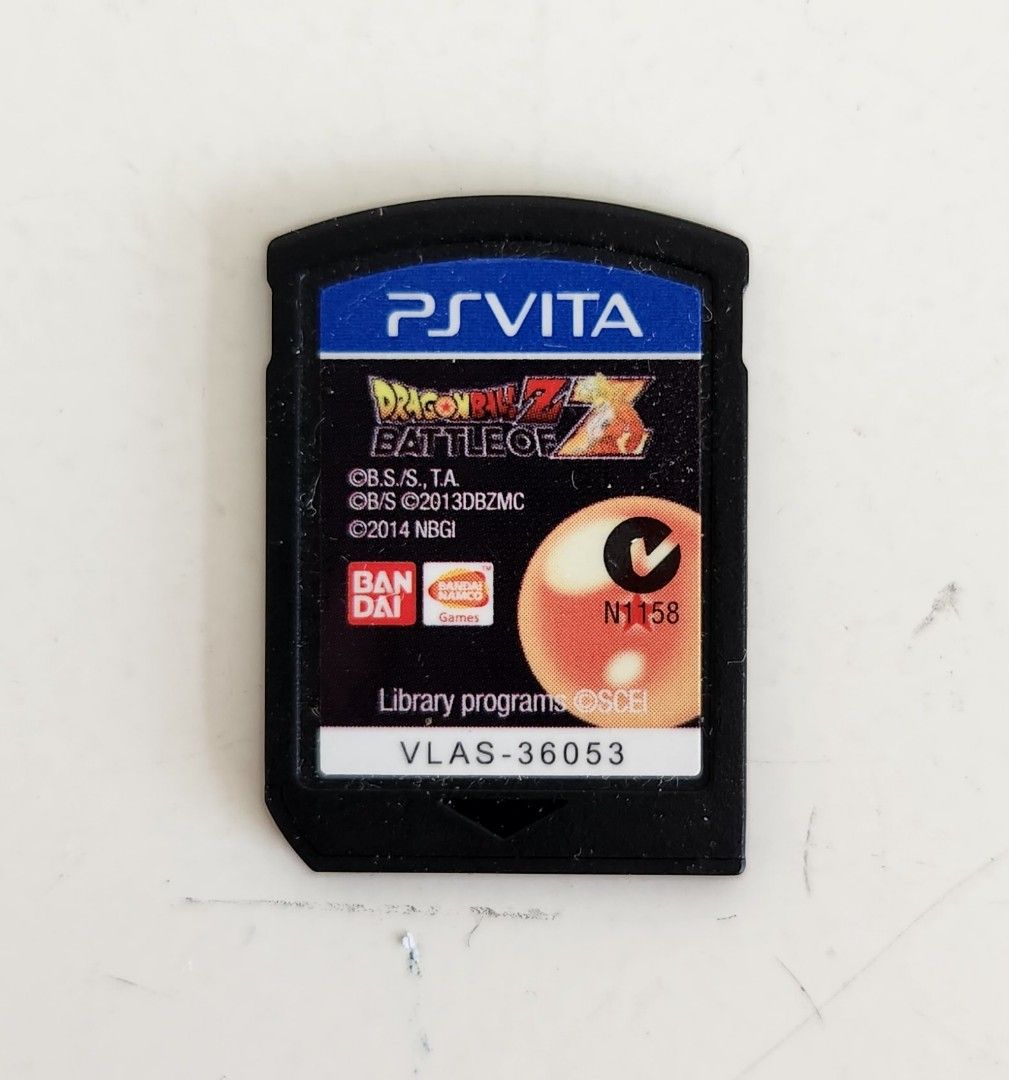 PSVITA
DRAGON BALL Z
BATTLE OF Z
©B.S./S., T.A.
©B/S ©2013DBZMC
©2014 NBGI
BAN
DAI
BANDAI
NAMCO
Games
TM
N1158
Library programs ©SCEI
VLAS-36053